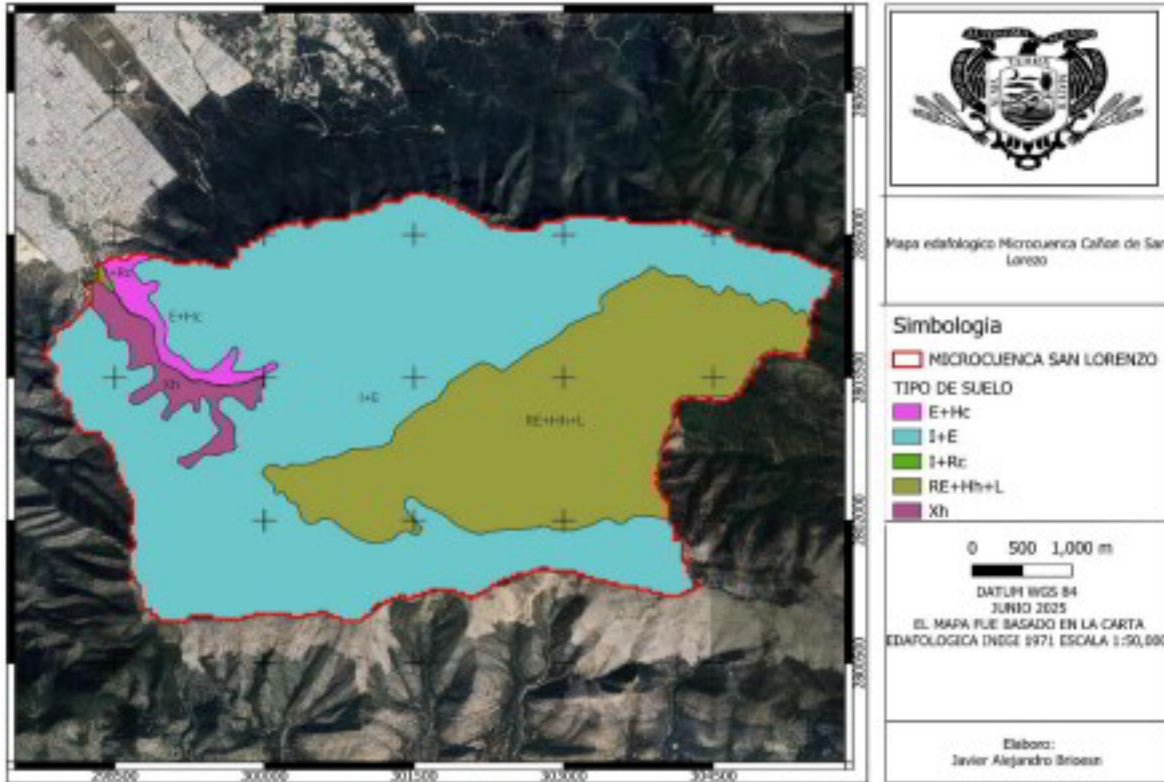 TERRA
Mapa edafologico Microcuenca Cañon de San
Lorezo
Simbologia
MICROCUENCA SAN LORENZO
TIPO DE SUELO
E+Hc
I+E
I+Rc
RE+Hh+L
Xh
0 500 1,000 m
DATUM WGS 84
JUNIO 2025
EL MAPA FUE BASADO EN LA CARTA
EDAFOLOGICA INEGI 1971 ESCALA 1:50,000
Elaboro:
Javier Alejandro
E+Hc
Xh
I+E
RE+Hh+L
298500 300000 301500 303000 304500